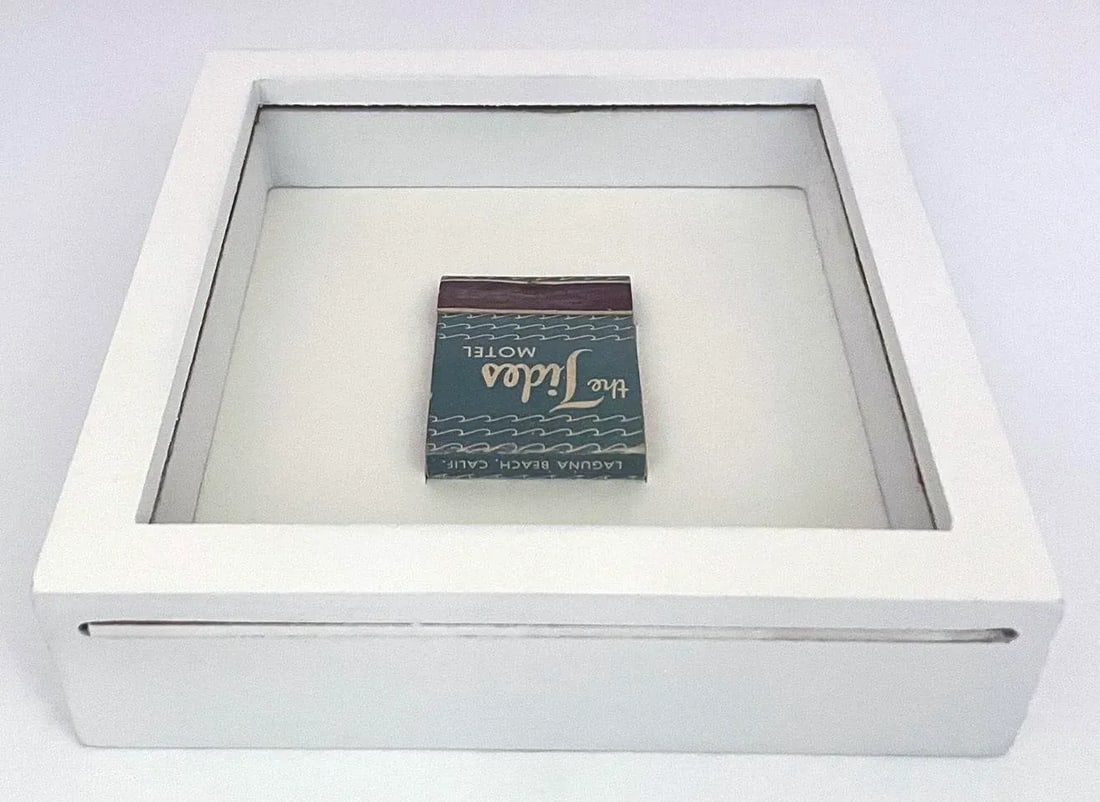 the Tides
MOTEL
LAGUNA BEACH, CALIF.